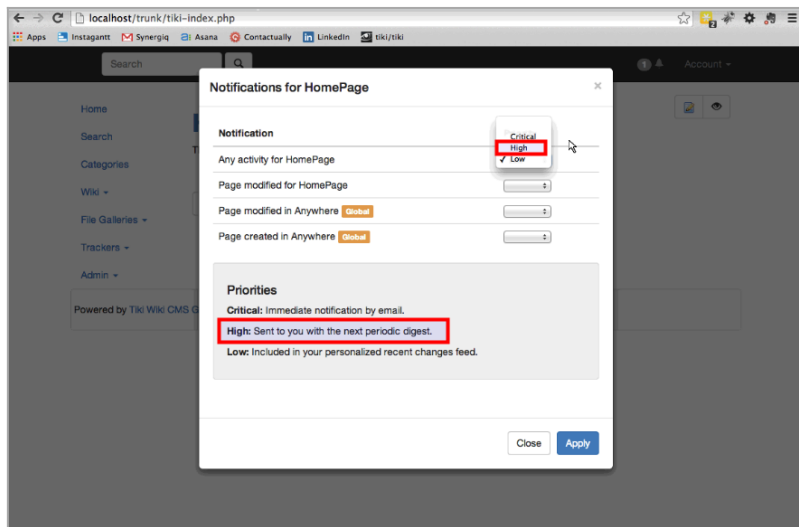 localhost/trunk/tiki-index.php
Apps Instagantt Synergiq Asana Contactually LinkedIn tiki/tiki
Search
1
Account
Notifications for HomePage
×
Home
Search
Categories
Wiki
File Galleries
Trackers
Admin
Powered by Tiki Wiki CMS G
Notification
Critical
High
✓ Low
Any activity for HomePage
Page modified for HomePage
Page modified in Anywhere Global
Page created in Anywhere Global
Priorities
Critical: Immediate notification by email.
High: Sent to you with the next periodic digest.
Low: Included in your personalized recent changes feed.
Close Apply